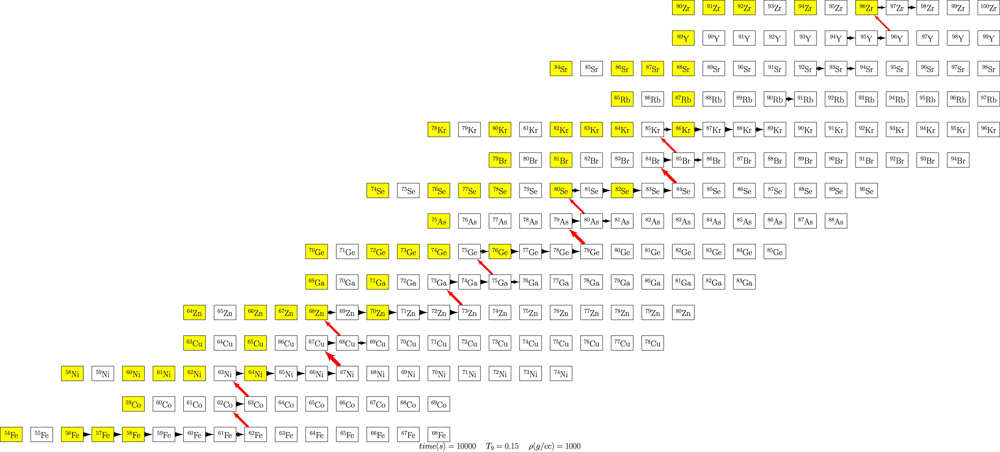 ⁹⁰Zr ⁹¹Zr ⁹²Zr ⁹³Zr ⁹⁴Zr ⁹⁵Zr ⁹⁶Zr ⁹⁷Zr ⁹⁸Zr ⁹⁹Zr ¹⁰⁰Zr
⁸⁹Y ⁹⁰Y ⁹¹Y ⁹²Y ⁹³Y ⁹⁴Y ⁹⁵Y ⁹⁶Y ⁹⁷Y ⁹⁸Y ⁹⁹Y
⁸⁴Sr ⁸⁵Sr ⁸⁶Sr ⁸⁷Sr ⁸⁸Sr ⁸⁹Sr ⁹⁰Sr ⁹¹Sr ⁹²Sr ⁹³Sr ⁹⁴Sr ⁹⁵Sr ⁹⁶Sr ⁹⁷Sr ⁹⁸Sr
⁸⁵Rb ⁸⁶Rb ⁸⁷Rb ⁸⁸Rb ⁸⁹Rb ⁹⁰Rb ⁹¹Rb ⁹²Rb ⁹³Rb ⁹⁴Rb ⁹⁵Rb ⁹⁶Rb ⁹⁷Rb
⁷⁸Kr ⁷⁹Kr ⁸⁰Kr ⁸¹Kr ⁸²Kr ⁸³Kr ⁸⁴Kr ⁸⁵Kr ⁸⁶Kr ⁸⁷Kr ⁸⁸Kr ⁸⁹Kr ⁹⁰Kr ⁹¹Kr ⁹²Kr ⁹³Kr ⁹⁴Kr ⁹⁵Kr ⁹⁶Kr
⁷⁹Br ⁸⁰Br ⁸¹Br ⁸²Br ⁸³Br ⁸⁴Br ⁸⁵Br ⁸⁶Br ⁸⁷Br ⁸⁸Br ⁸⁹Br ⁹⁰Br ⁹¹Br ⁹²Br ⁹³Br ⁹⁴Br
⁷⁴Se ⁷⁵Se ⁷⁶Se ⁷⁷Se ⁷⁸Se ⁷⁹Se ⁸⁰Se ⁸¹Se ⁸²Se ⁸³Se ⁸⁴Se ⁸⁵Se ⁸⁶Se ⁸⁷Se ⁸⁸Se ⁸⁹Se ⁹⁰Se
⁷⁵As ⁷⁶As ⁷⁷As ⁷⁸As ⁷⁹As ⁸⁰As ⁸¹As ⁸²As ⁸³As ⁸⁴As ⁸⁵As ⁸⁶As ⁸⁷As ⁸⁸As
⁷⁰Ge ⁷¹Ge ⁷²Ge ⁷³Ge ⁷⁴Ge ⁷⁵Ge ⁷⁶Ge ⁷⁷Ge ⁷⁸Ge ⁷⁹Ge ⁸⁰Ge ⁸¹Ge ⁸²Ge ⁸³Ge ⁸⁴Ge ⁸⁵Ge
⁶⁹Ga ⁷⁰Ga ⁷¹Ga ⁷²Ga ⁷³Ga ⁷⁴Ga ⁷⁵Ga ⁷⁶Ga ⁷⁷Ga ⁷⁸Ga ⁷⁹Ga ⁸⁰Ga ⁸¹Ga ⁸²Ga ⁸³Ga
⁶⁴Zn ⁶⁵Zn ⁶⁶Zn ⁶⁷Zn ⁶⁸Zn ⁶⁹Zn ⁷⁰Zn ⁷¹Zn ⁷²Zn ⁷³Zn ⁷⁴Zn ⁷⁵Zn ⁷⁶Zn ⁷⁷Zn ⁷⁸Zn ⁷⁹Zn ⁸⁰Zn
⁶³Cu ⁶⁴Cu ⁶⁵Cu ⁶⁶Cu ⁶⁷Cu ⁶⁸Cu ⁶⁹Cu ⁷⁰Cu ⁷¹Cu ⁷²Cu ⁷³Cu ⁷⁴Cu ⁷⁵Cu ⁷⁶Cu ⁷⁷Cu ⁷⁸Cu
⁵⁸Ni ⁵⁹Ni ⁶⁰Ni ⁶¹Ni ⁶²Ni ⁶³Ni ⁶⁴Ni ⁶⁵Ni ⁶⁶Ni ⁶⁷Ni ⁶⁸Ni ⁶⁹Ni ⁷⁰Ni ⁷¹Ni ⁷²Ni ⁷³Ni ⁷⁴Ni
⁵⁹Co ⁶⁰Co ⁶¹Co ⁶²Co ⁶³Co ⁶⁴Co ⁶⁵Co ⁶⁶Co ⁶⁷Co ⁶⁸Co ⁶⁹Co
⁵⁴Fe ⁵⁵Fe ⁵⁶Fe ⁵⁷Fe ⁵⁸Fe ⁵⁹Fe ⁶⁰Fe ⁶¹Fe ⁶²Fe ⁶³Fe ⁶⁴Fe ⁶⁵Fe ⁶⁶Fe ⁶⁷Fe ⁶⁸Fe
time(s) = 10000 T₉ = 0.15 ρ(g/cc) = 1000